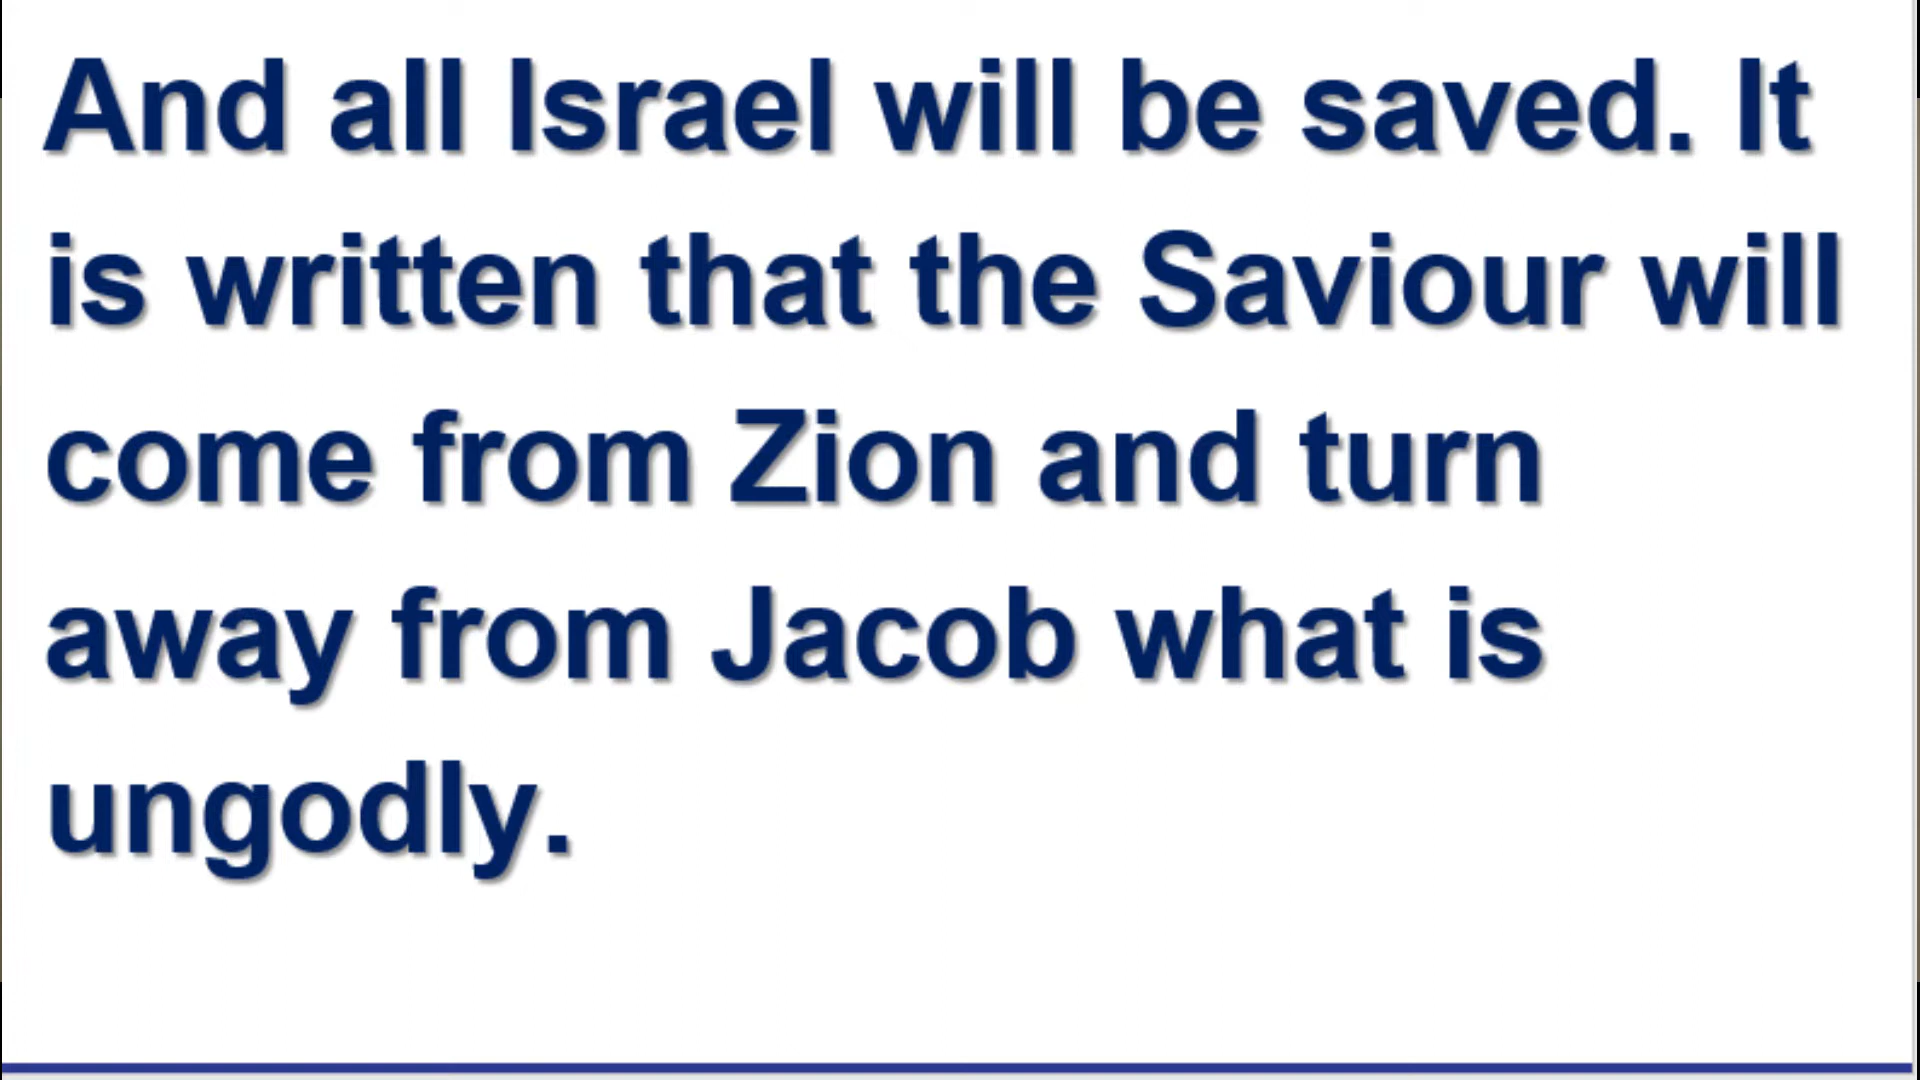 And all Israel will be saved. It
is written that the Saviour will
come from Zion and turn
away from Jacob what is
ungodly.